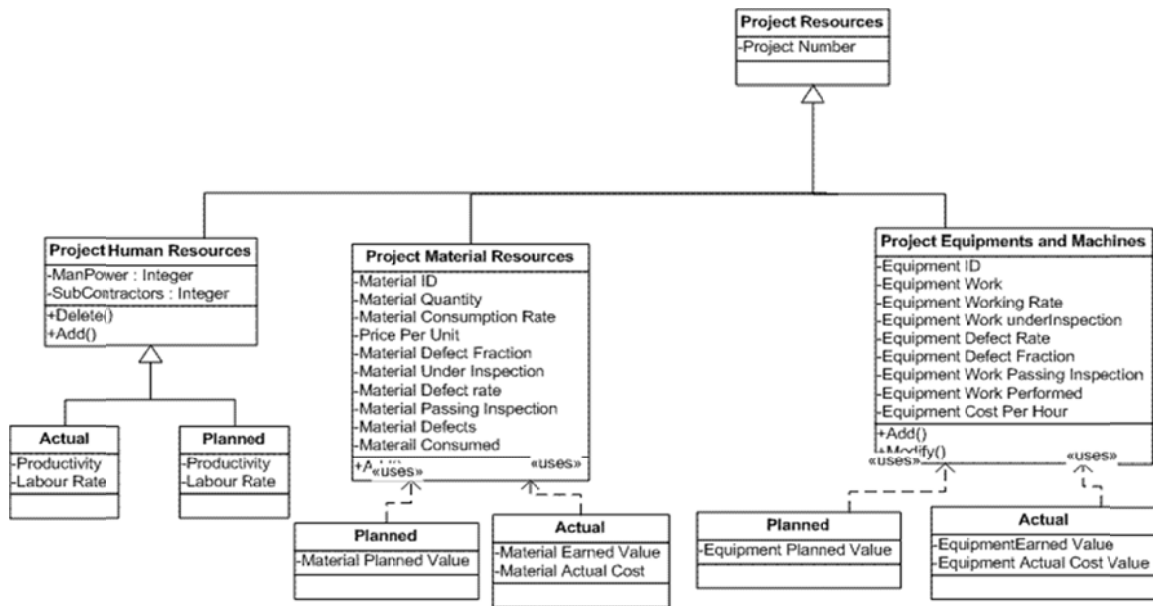 Project Resources
-Project Number
Project Human Resources
-ManPower : Integer
-SubContractors : Integer
+Delete()
+Add()
Actual
-Productivity
-Labour Rate
Planned
-Productivity
-Labour Rate
Project Material Resources
-Material ID
-Material Quantity
-Material Consumption Rate
-Price Per Unit
-Material Defect Fraction
-Material Under Inspection
-Material Defect rate
-Material Passing Inspection
-Material Defects
-Materail Consumed
«uses»
«uses»
Planned
-Material Planned Value
Actual
-Material Earned Value
-Material Actual Cost
Project Equipments and Machines
-Equipment ID
-Equipment Work
-Equipment Working Rate
-Equipment Work underInspection
-Equipment Defect Rate
-Equipment Defect Fraction
-Equipment Work Passing Inspection
-Equipment Work Performed
-Equipment Cost Per Hour
+Add()
+Modify()
«uses»
«uses»
Planned
-Equipment Planned Value
Actual
-EquipmentEarned Value
-Equipment Actual Cost Value